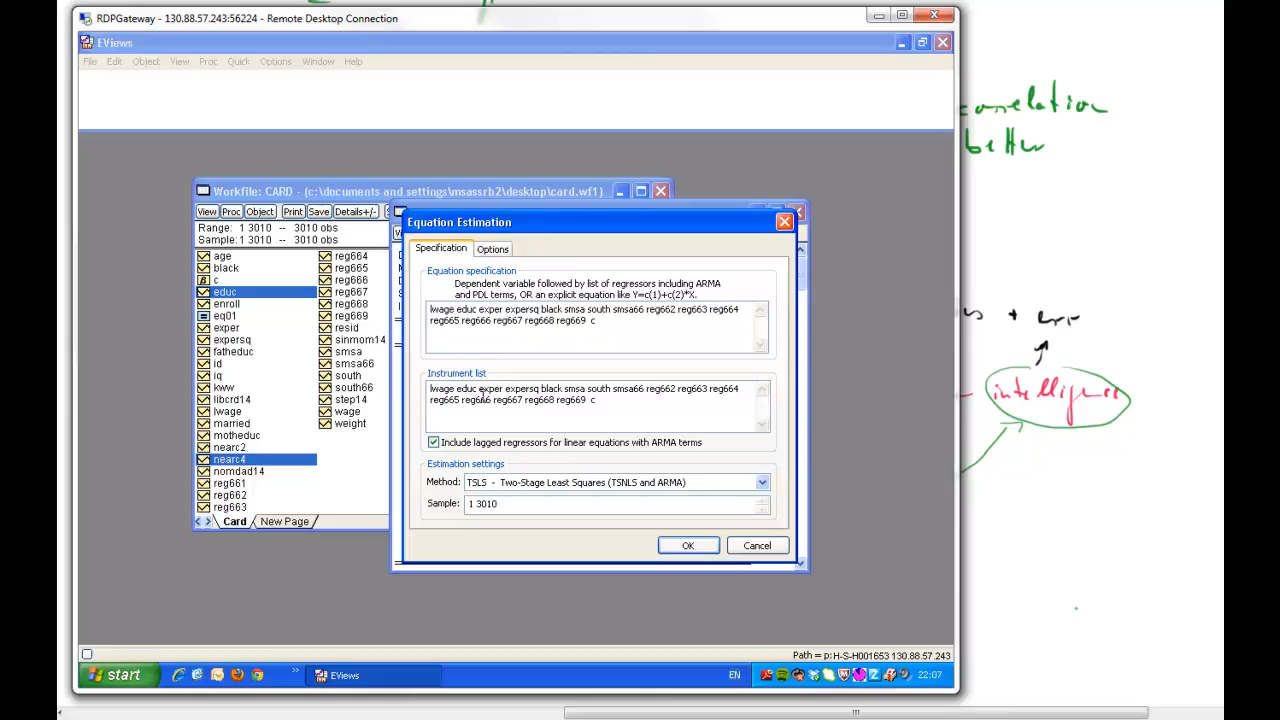 RDPGateway - 130.88.57.243:56224 - Remote Desktop Connection
EViews
File Edit Object View Proc Quick Options Window Help
correlation
better
Workfile: CARD - (c:\documents and settings\msassrb2\desktop\card.wf1)
View Proc Object Print Save Details+/-
Range: 1 3010 -- 3010 obs
Sample: 1 3010 -- 3010 obs
age
black
c
educ
enroll
eq01
exper
expersq
fatheduc
id
iq
kww
libcrd14
lwage
married
motheduc
nearc2
nearc4
nomdad14
reg661
reg662
reg663
reg664
reg665
reg666
reg667
reg668
reg669
resid
sinmom14
smsa
smsa66
south
south66
step14
wage
weight
Card New Page
Equation Estimation
Specification Options
Equation specification
Dependent variable followed by list of regressors including ARMA
and PDL terms, OR an explicit equation like Y=c(1)+c(2)*X.
lwage educ exper expersq black smsa south smsa66 reg662 reg663 reg664
reg665 reg666 reg667 reg668 reg669 c
Instrument list
lwage educ exper expersq black smsa south smsa66 reg662 reg663 reg664
reg665 reg666 reg667 reg668 reg669 c
Include lagged regressors for linear equations with ARMA terms
Estimation settings
Method: TSLS - Two-Stage Least Squares (TSNLS and ARMA)
Sample: 1 3010
OK Cancel
+ err
intelligence
Path = p: H-S-H001653 130.88.57.243
start EViews EN 22:07